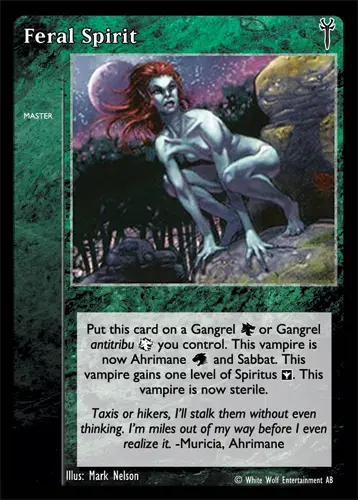 Feral Spirit
MASTER
Put this card on a Gangrel or Gangrel
antitribu you control. This vampire is
now Ahrimane and Sabbat. This
vampire gains one level of Spiritus. This
vampire is now sterile.
Taxis or hikers, I'll stalk them without even
thinking. I'm miles out of my way before I even
realize it. -Muricia, Ahrimane
Illus: Mark Nelson
© White Wolf Entertainment AB